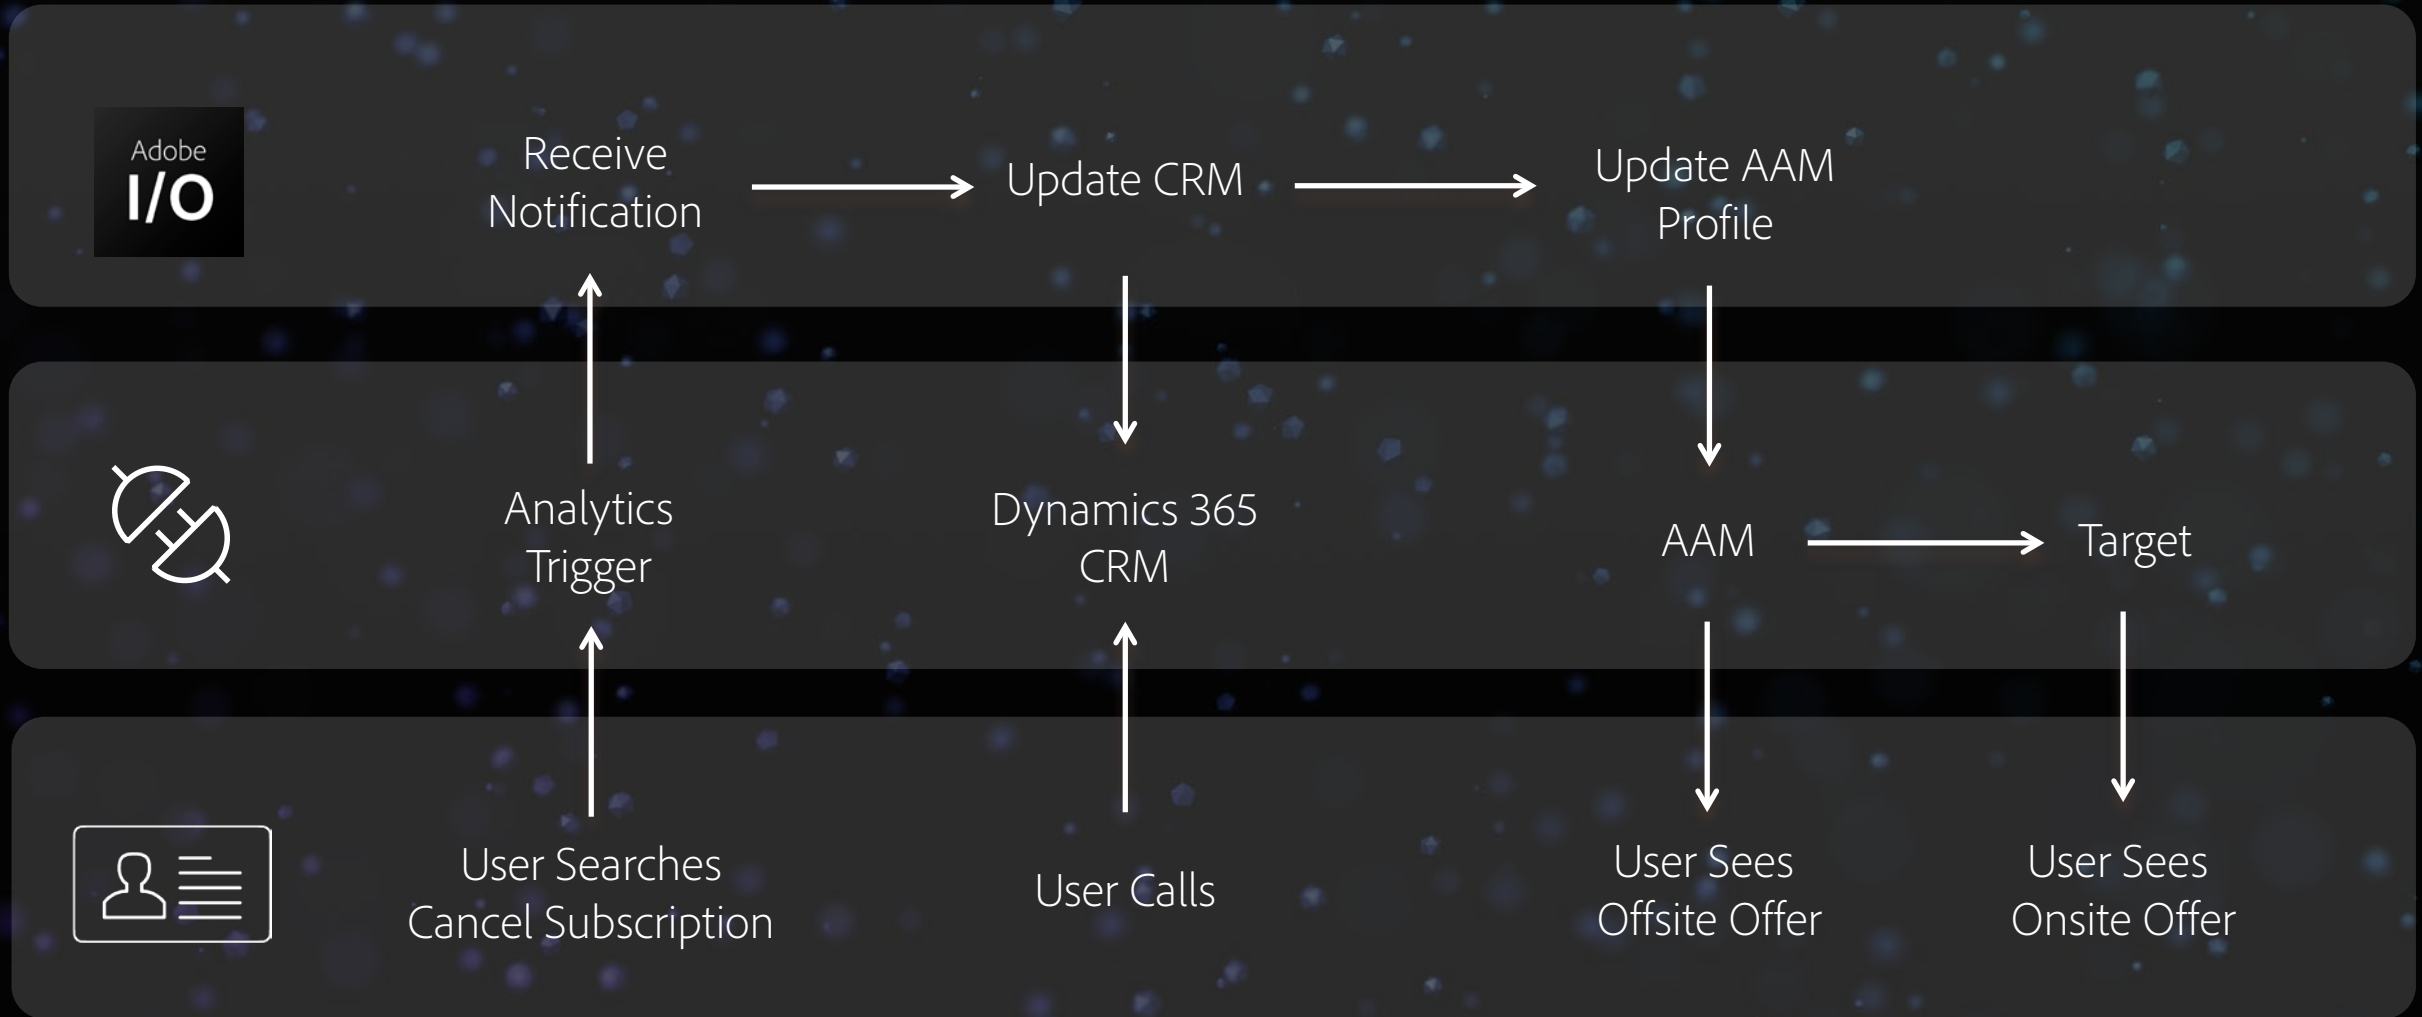 Adobe
I/O
Receive
Notification
Update CRM
Update AAM
Profile
Analytics
Trigger
Dynamics 365
CRM
AAM
Target
User Searches
Cancel Subscription
User Calls
User Sees
Offsite Offer
User Sees
Onsite Offer